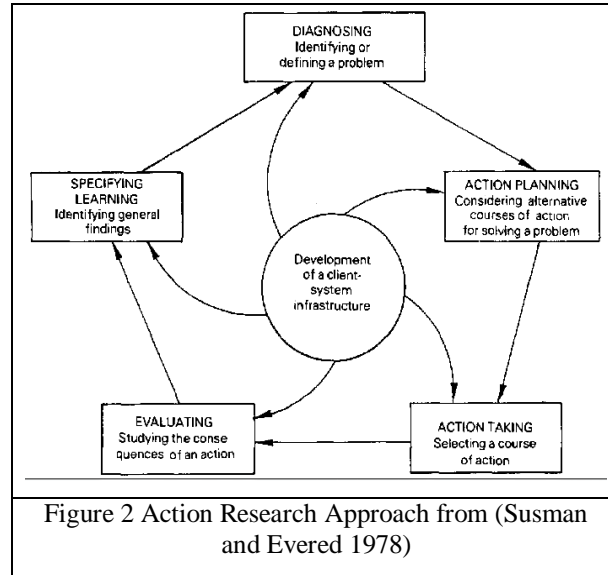 DIAGNOSING
Identifying or
defining a problem
SPECIFYING
LEARNING
Identifying general
findings
ACTION PLANNING
Considering alternative
courses of action
for solving a problem
Development
of a client-
system
infrastructure
EVALUATING
Studying the conse
quences of an action
ACTION TAKING
Selecting a course
of action
Figure 2 Action Research Approach from (Susman
and Evered 1978)